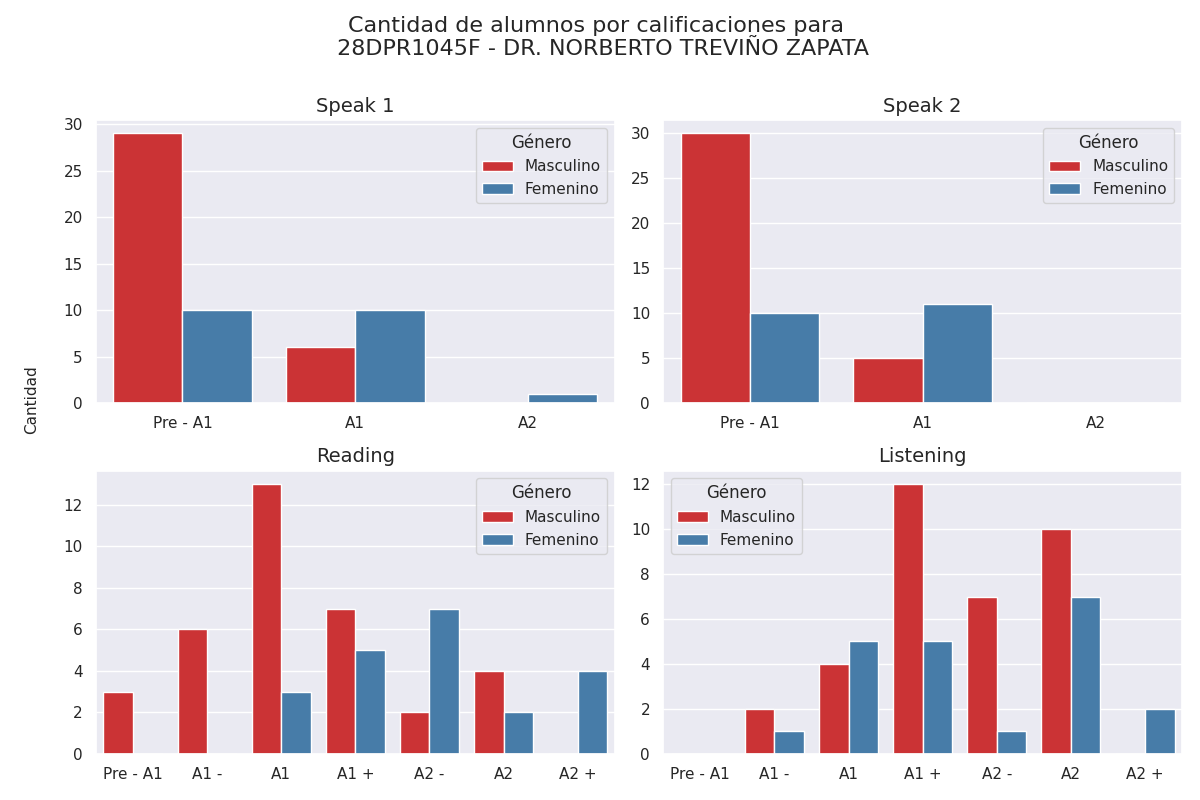 Cantidad de alumnos por calificaciones para
28DPR1045F - DR. NORBERTO TREVIÑO ZAPATA
Cantidad
Speak 1
30
25
20
15
10
5
0
Género
Masculino
Femenino
Pre - A1 A1 A2
Speak 2
30
25
20
15
10
5
0
Género
Masculino
Femenino
Pre - A1 A1 A2
Reading
12
10
8
6
4
2
0
Género
Masculino
Femenino
Pre - A1 A1 - A1 A1 + A2 - A2 A2 +
Listening
12
10
8
6
4
2
0
Género
Masculino
Femenino
Pre - A1 A1 - A1 A1 + A2 - A2 A2 +